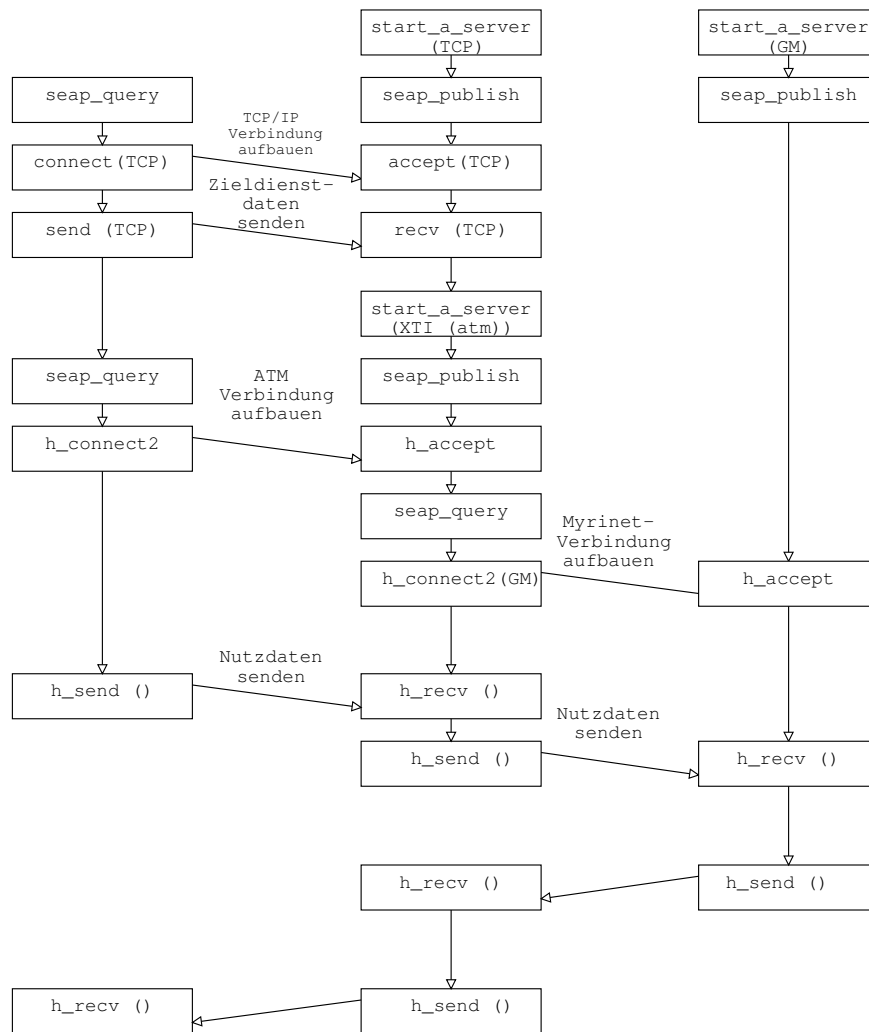 start_a_server
(TCP)
start_a_server
(GM)
seap_query
seap_publish
seap_publish
TCP/IP
Verbindung
aufbauen
connect(TCP)
accept(TCP)
Zieldienst-
daten
senden
send (TCP)
recv (TCP)
start_a_server
(XTI (atm))
seap_query
ATM
Verbindung
aufbauen
seap_publish
h_connect2
h_accept
seap_query
Myrinet-
Verbindung
aufbauen
h_connect2(GM)
h_accept
Nutzdaten
senden
h_send ()
h_recv ()
Nutzdaten
senden
h_send ()
h_recv ()
h_recv ()
h_send ()
h_recv ()
h_send ()